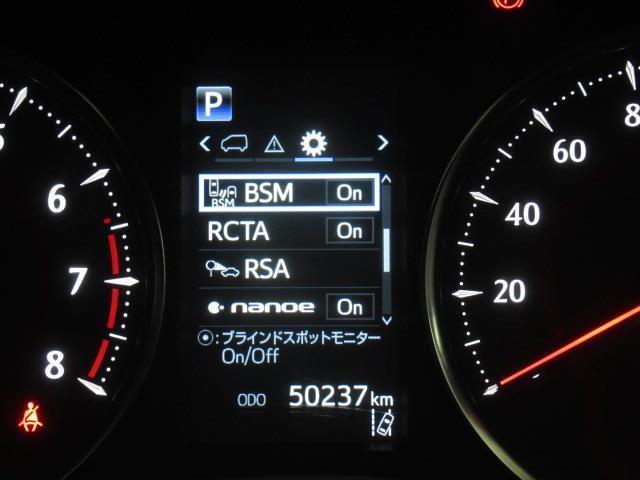 P
BSM
BSM On
RCTA On
RSA
nanoe On
:ブラインドスポットモニター
On/Off
ODO 50237km
6
7
8
20
40
60